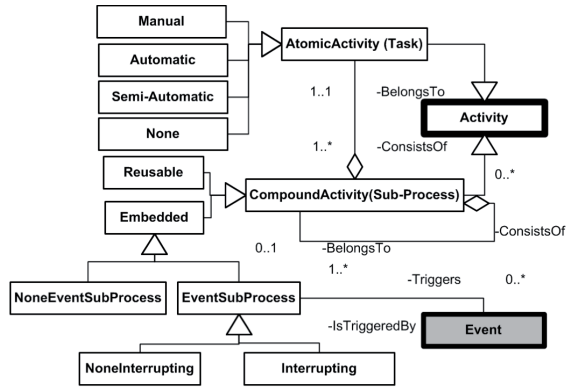 Manual
AtomicActivity (Task)
Automatic
Semi-Automatic
1..1
-BelongsTo
Activity
None
1..*
-ConsistsOf
Reusable
0..*
CompoundActivity(Sub-Process)
Embedded
-ConsistsOf
0..1
-BelongsTo
1..*
-Triggers
0..*
NoneEventSubProcess
EventSubProcess
-IsTriggeredBy
Event
NoneInterrupting
Interrupting